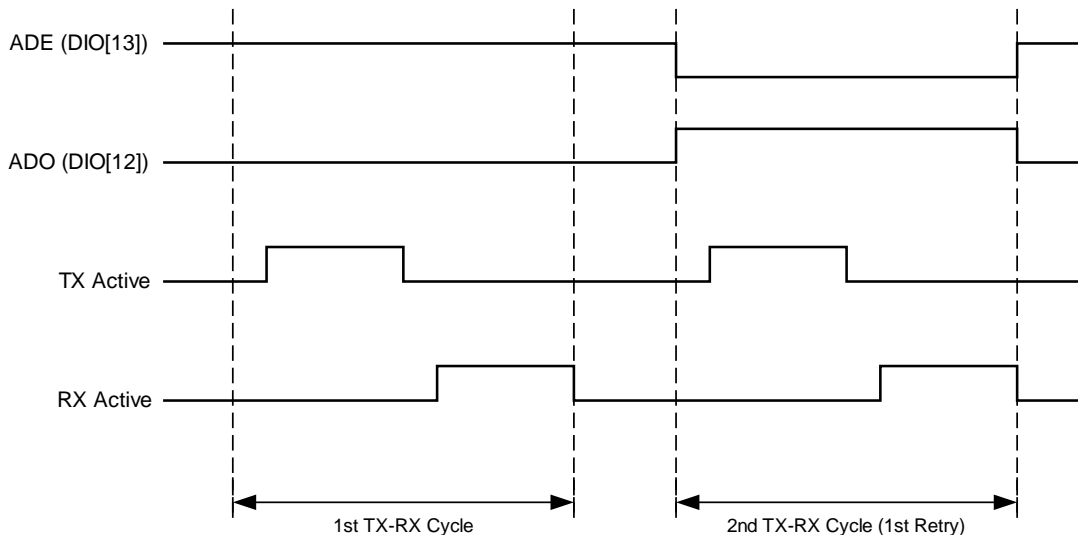 ADE (DIO[13])
ADO (DIO[12])
TX Active
RX Active
1st TX-RX Cycle
2nd TX-RX Cycle (1st Retry)